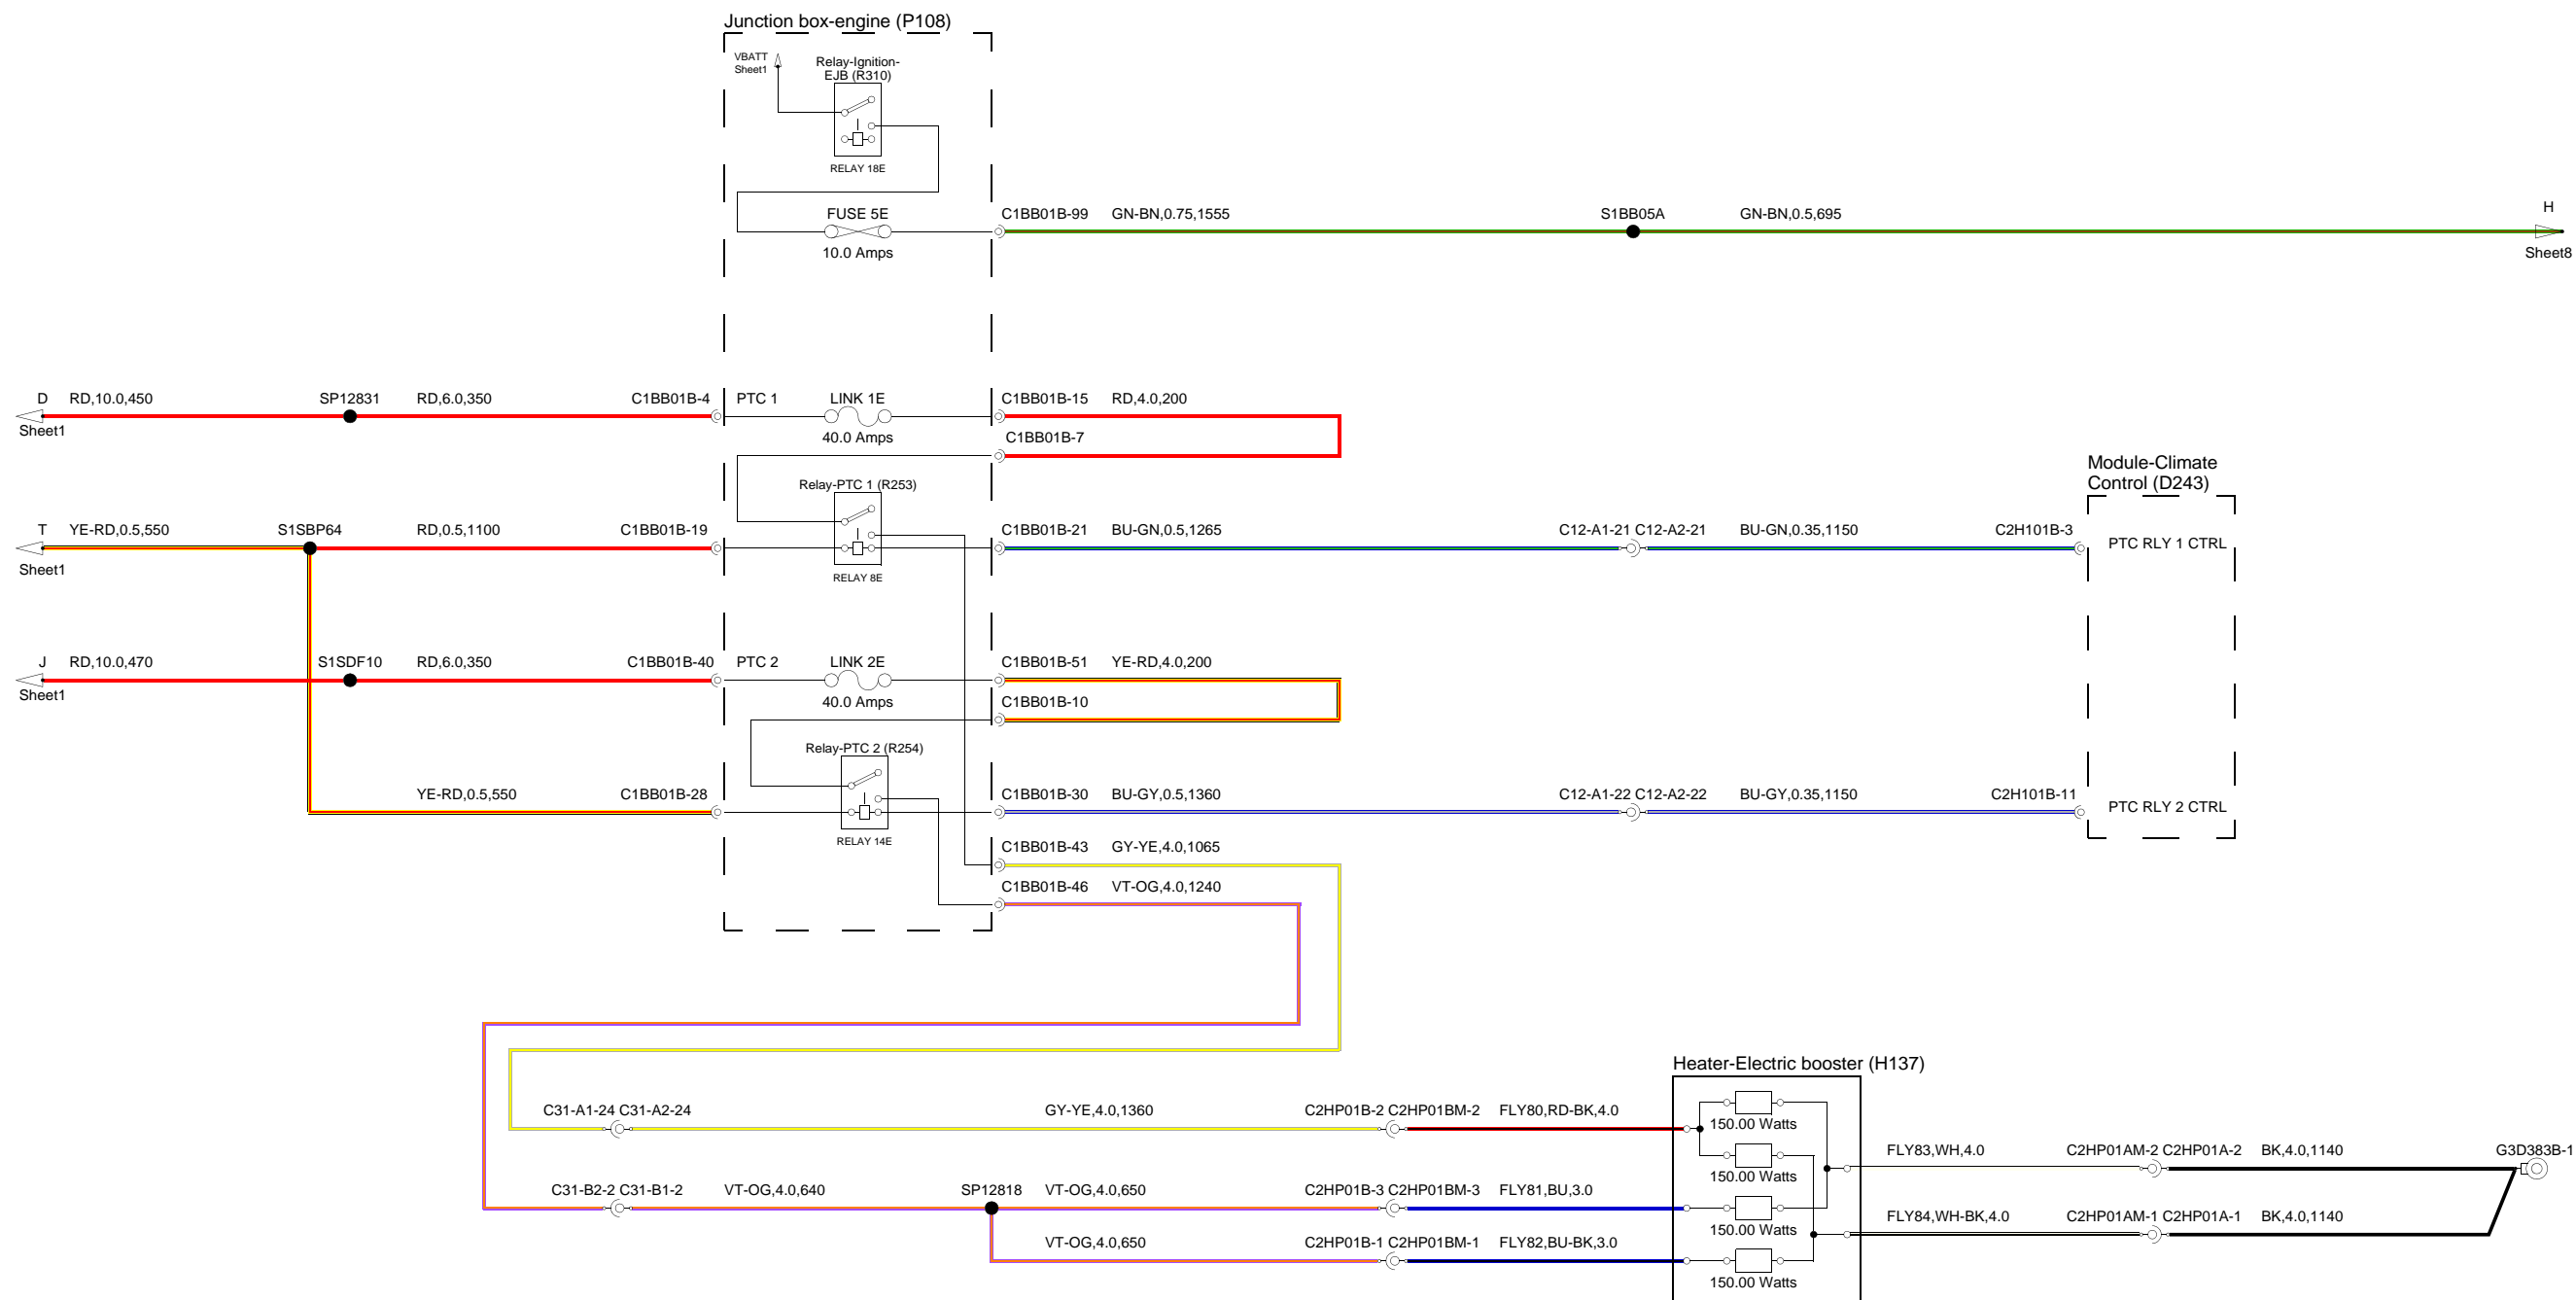 Junction box-engine (P108)
VBATT
Sheet1
Relay-Ignition-
EJB (R310)
RELAY 18E
FUSE 5E
10.0 Amps
C1BB01B-99 GN-BN,0.75,1555
S1BB05A
GN-BN,0.5,695
H
Sheet8
D RD,10.0,450
Sheet1
SP12831
RD,6.0,350
C1BB01B-4
PTC 1
LINK 1E
40.0 Amps
C1BB01B-15 RD,4.0,200
C1BB01B-7
Relay-PTC 1 (R253)
RELAY 8E
Module-Climate
Control (D243)
T YE-RD,0.5,550
Sheet1
S1SBP64
RD,0.5,1100
C1BB01B-19
C1BB01B-21 BU-GN,0.5,1265
C12-A1-21 C12-A2-21
BU-GN,0.35,1150
C2H101B-3
PTC RLY 1 CTRL
J RD,10.0,470
Sheet1
S1SDF10
RD,6.0,350
C1BB01B-40
PTC 2
LINK 2E
40.0 Amps
C1BB01B-51 YE-RD,4.0,200
C1BB01B-10
Relay-PTC 2 (R254)
RELAY 14E
YE-RD,0.5,550
C1BB01B-28
C1BB01B-30 BU-GY,0.5,1360
C12-A1-22 C12-A2-22
BU-GY,0.35,1150
C2H101B-11
PTC RLY 2 CTRL
C1BB01B-43 GY-YE,4.0,1065
C1BB01B-46 VT-OG,4.0,1240
Heater-Electric booster (H137)
C31-A1-24 C31-A2-24
GY-YE,4.0,1360
C2HP01B-2 C2HP01BM-2
FLY80,RD-BK,4.0
150.00 Watts
150.00 Watts
FLY83,WH,4.0
C2HP01AM-2 C2HP01A-2
BK,4.0,1140
G3D383B-1
C31-B2-2 C31-B1-2
VT-OG,4.0,640
SP12818
VT-OG,4.0,650
C2HP01B-3 C2HP01BM-3
FLY81,BU,3.0
150.00 Watts
FLY84,WH-BK,4.0
C2HP01AM-1 C2HP01A-1
BK,4.0,1140
VT-OG,4.0,650
C2HP01B-1 C2HP01BM-1
FLY82,BU-BK,3.0
150.00 Watts